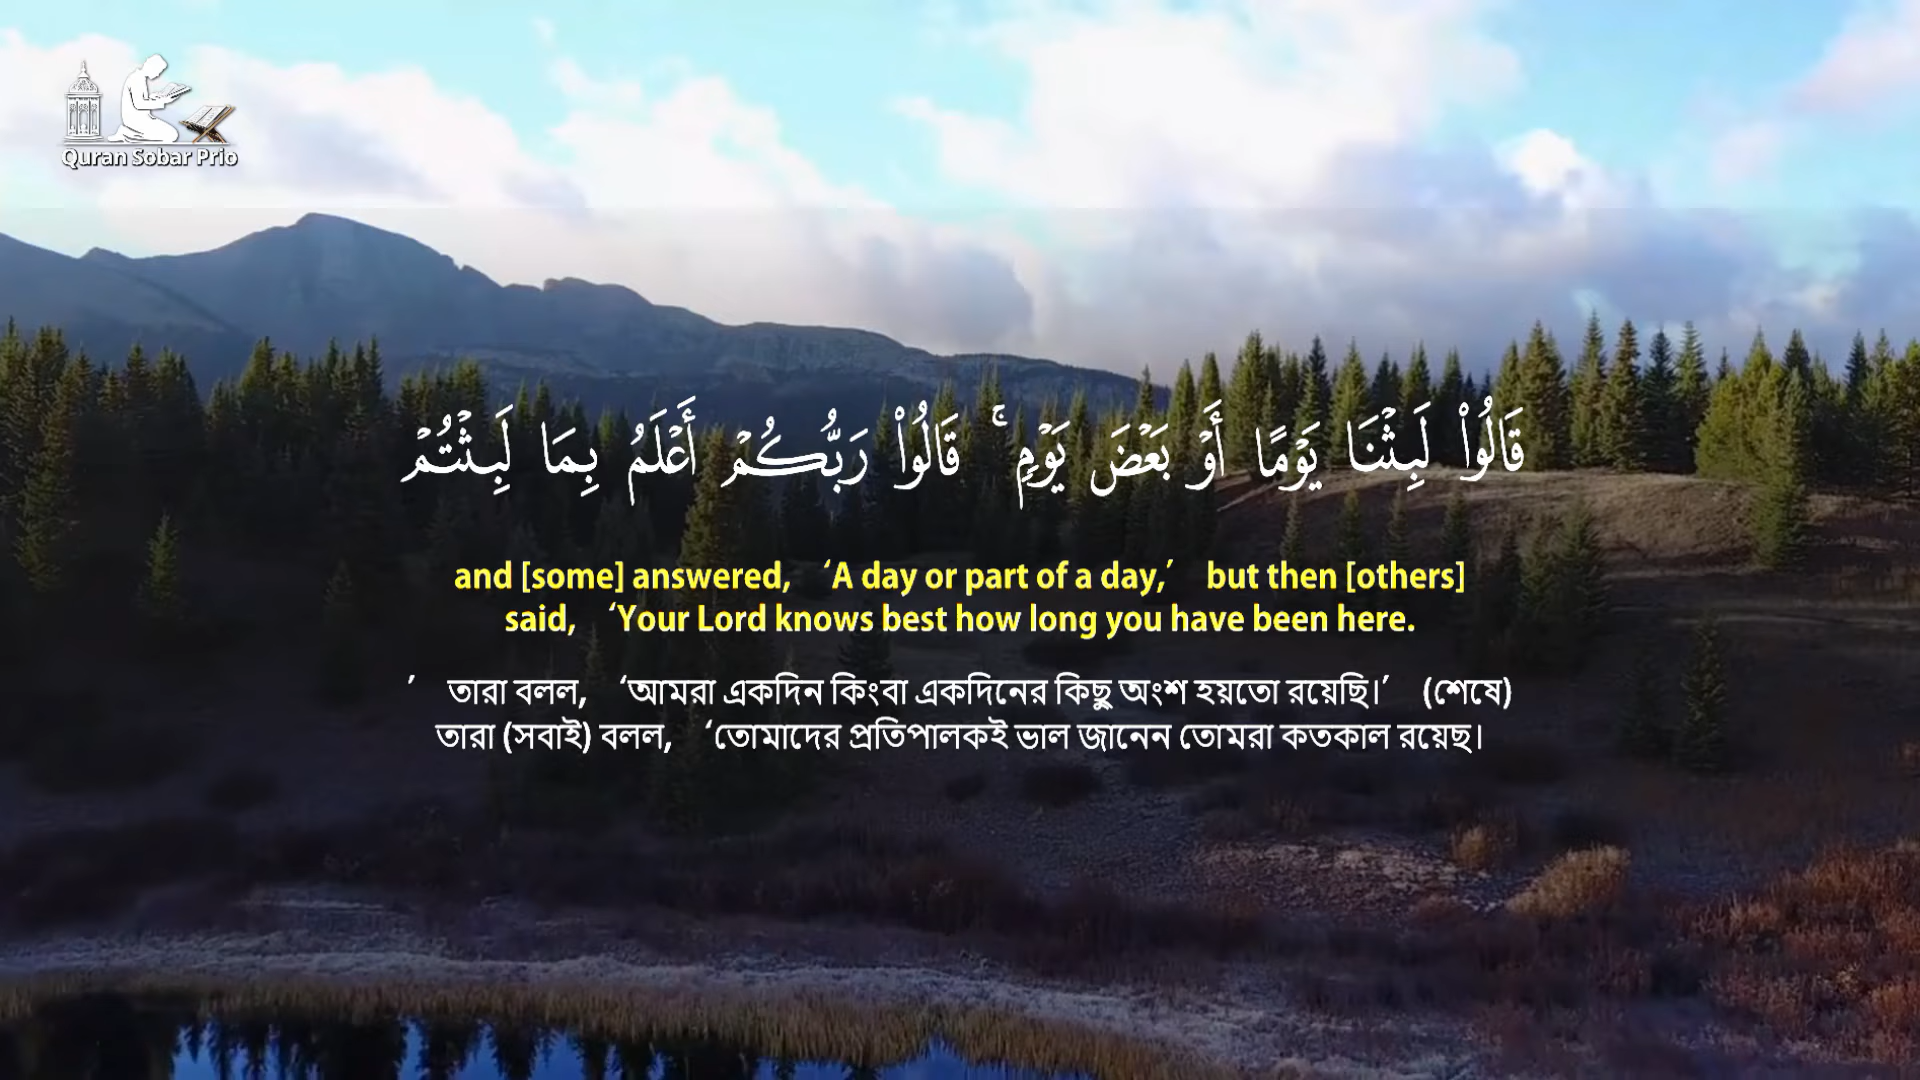 Quran Sobar Prio
قَالُوا۟ لَبِثْنَا يَوْمًا أَوْ بَعْضَ يَوْمٍ ۚ قَالُوا۟ رَبُّكُمْ أَعْلَمُ بِمَا لَبِثْتُمْ
and [some] answered, ‘A day or part of a day,’ but then [others]
said, ‘Your Lord knows best how long you have been here.
’ তারা বলল, ‘আমরা একদিন কিংবা একদিনের কিছু অংশ হয়তো রয়েছি।’ (শেষে)
তারা (সবাই) বলল, ‘তোমাদের প্রতিপালকই ভাল জানেন তোমরা কতকাল রয়েছ।